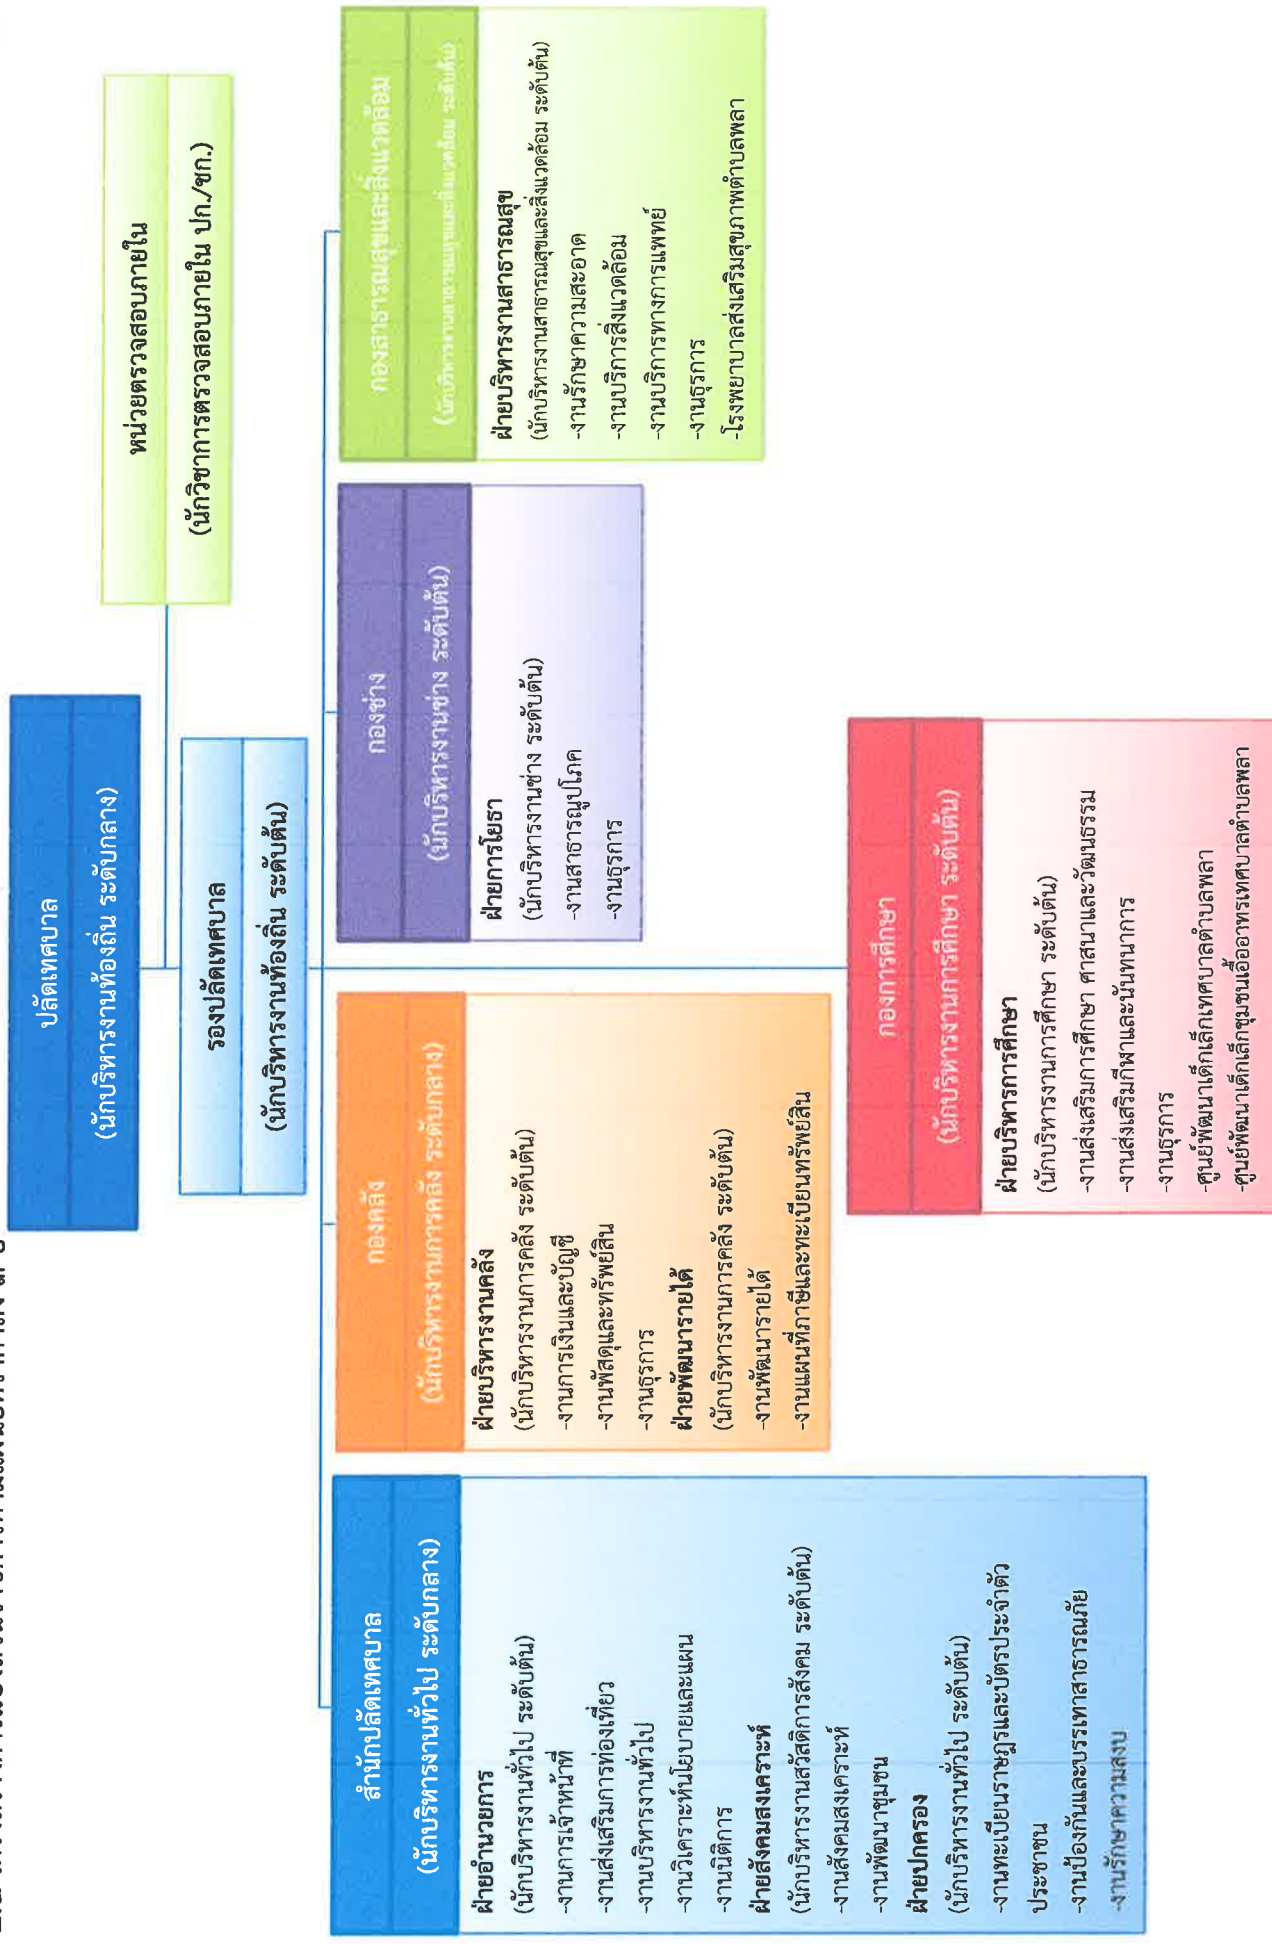 ปลัดเทศบาล
(นักบริหารงานท้องถิ่น ระดับกลาง)
หน่วยตรวจสอบภายใน
(นักวิชาการตรวจสอบภายใน ปก./ชก.)
รองปลัดเทศบาล
(นักบริหารงานท้องถิ่น ระดับต้น)
สำนักปลัดเทศบาล
(นักบริหารงานทั่วไป ระดับกลาง)
ฝ่ายอำนวยการ
(นักบริหารงานทั่วไป ระดับต้น)
-งานการเจ้าหน้าที่
-งานส่งเสริมการท่องเที่ยว
-งานบริหารงานทั่วไป
-งานวิเคราะห์นโยบายและแผน
-งานนิติการ
ฝ่ายสังคมสงเคราะห์
(นักบริหารงานสวัสดิการสังคม ระดับต้น)
-งานสังคมสงเคราะห์
-งานพัฒนาชุมชน
ฝ่ายปกครอง
(นักบริหารงานทั่วไป ระดับต้น)
-งานทะเบียนราษฎรและบัตรประจำตัว
ประชาชน
-งานป้องกันและบรรเทาสาธารณภัย
-งานรักษาความสงบ
กองคลัง
(นักบริหารงานการคลัง ระดับกลาง)
ฝ่ายบริหารงานคลัง
(นักบริหารงานการคลัง ระดับต้น)
-งานการเงินและบัญชี
-งานพัสดุและทรัพย์สิน
-งานธุรการ
ฝ่ายพัฒนารายได้
(นักบริหารงานการคลัง ระดับต้น)
-งานพัฒนารายได้
-งานแผนที่ภาษีและทะเบียนทรัพย์สิน
กองช่าง
(นักบริหารงานช่าง ระดับต้น)
ฝ่ายการโยธา
(นักบริหารงานช่าง ระดับต้น)
-งานสาธารณูปโภค
-งานธุรการ
กองสาธารณสุขและสิ่งแวดล้อม
(นักบริหารงานสาธารณสุขและสิ่งแวดล้อม ระดับต้น)
ฝ่ายบริหารงานสาธารณสุข
(นักบริหารงานสาธารณสุขและสิ่งแวดล้อม ระดับต้น)
-งานรักษาความสะอาด
-งานบริการสิ่งแวดล้อม
-งานบริการทางการแพทย์
-งานธุรการ
-โรงพยาบาลส่งเสริมสุขภาพตำบลพลา
กองการศึกษา
(นักบริหารงานการศึกษา ระดับต้น)
ฝ่ายบริหารการศึกษา
(นักบริหารงานการศึกษา ระดับต้น)
-งานส่งเสริมการศึกษา ศาสนาและวัฒนธรรม
-งานส่งเสริมกีฬาและนันทนาการ
-งานธุรการ
-ศูนย์พัฒนาเด็กเล็กเทศบาลตำบลพลา
-ศูนย์พัฒนาเด็กเล็กชุมชนเอื้ออาทรเทศบาลตำบลพลา